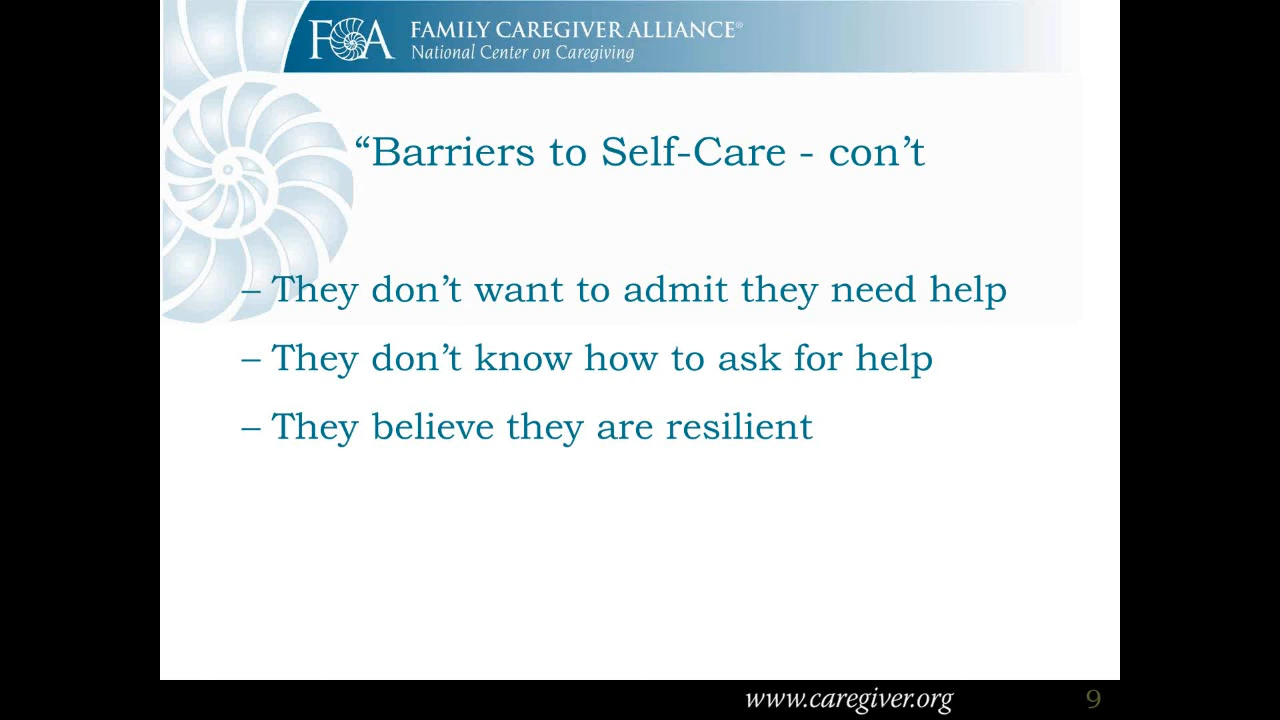 FCA FAMILY CAREGIVER ALLIANCE®
National Center on Caregiving
“Barriers to Self-Care - con’t
– They don’t want to admit they need help
– They don’t know how to ask for help
– They believe they are resilient
www.caregiver.org 9